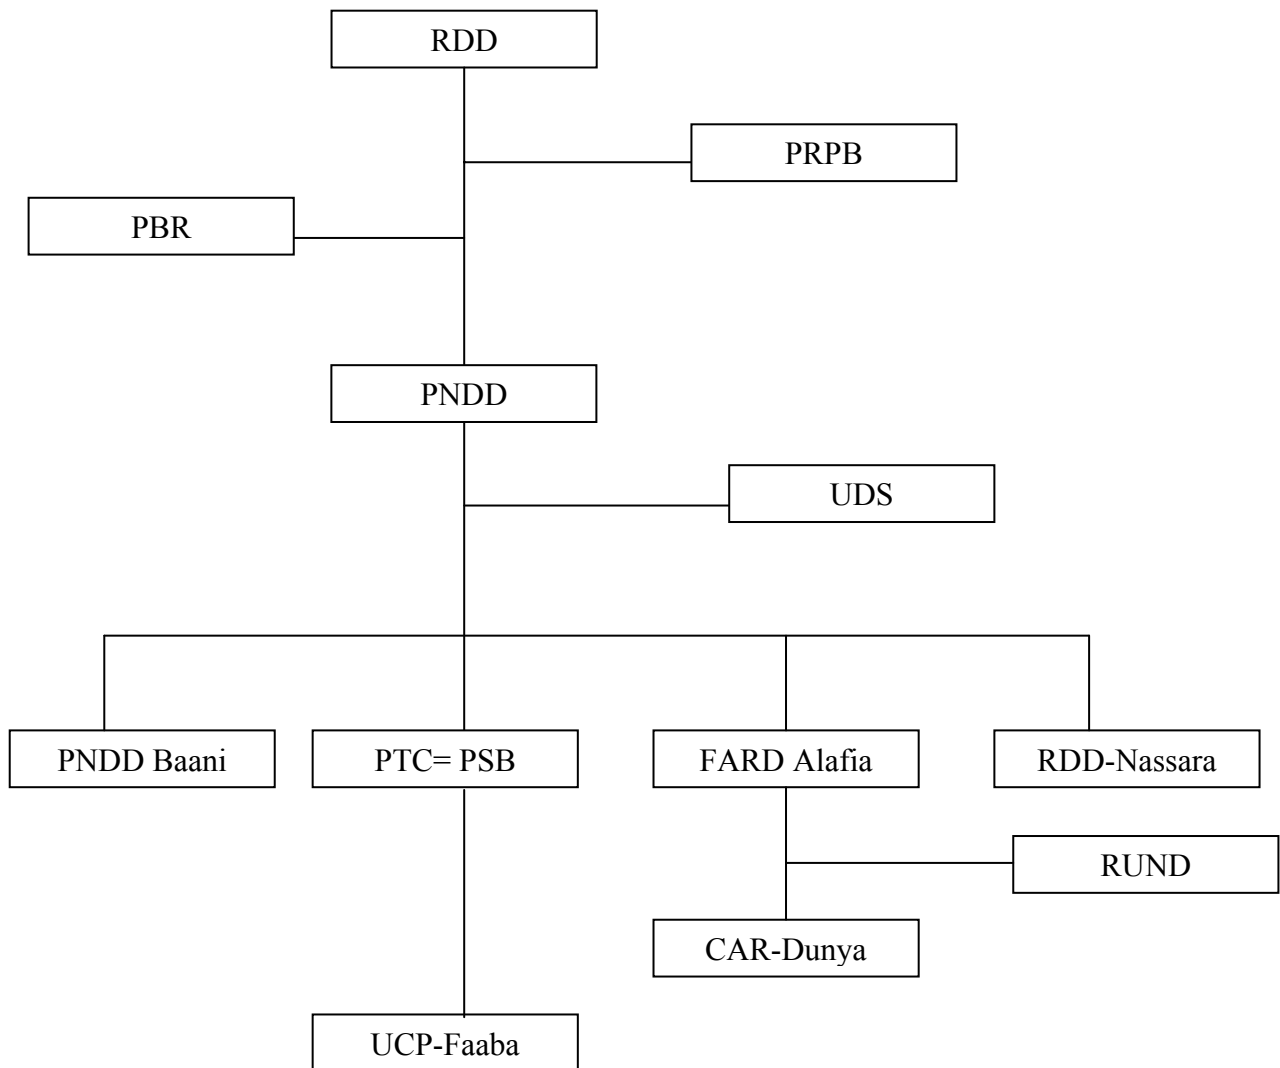 RDD
PRPB
PBR
PNDD
UDS
PNDD Baani
PTC= PSB
FARD Alafia
RDD-Nassara
RUND
CAR-Dunya
UCP-Faaba